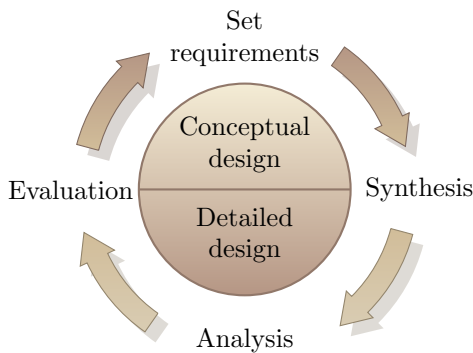 Set
requirements
Conceptual
design
Evaluation
Synthesis
Detailed
design
Analysis